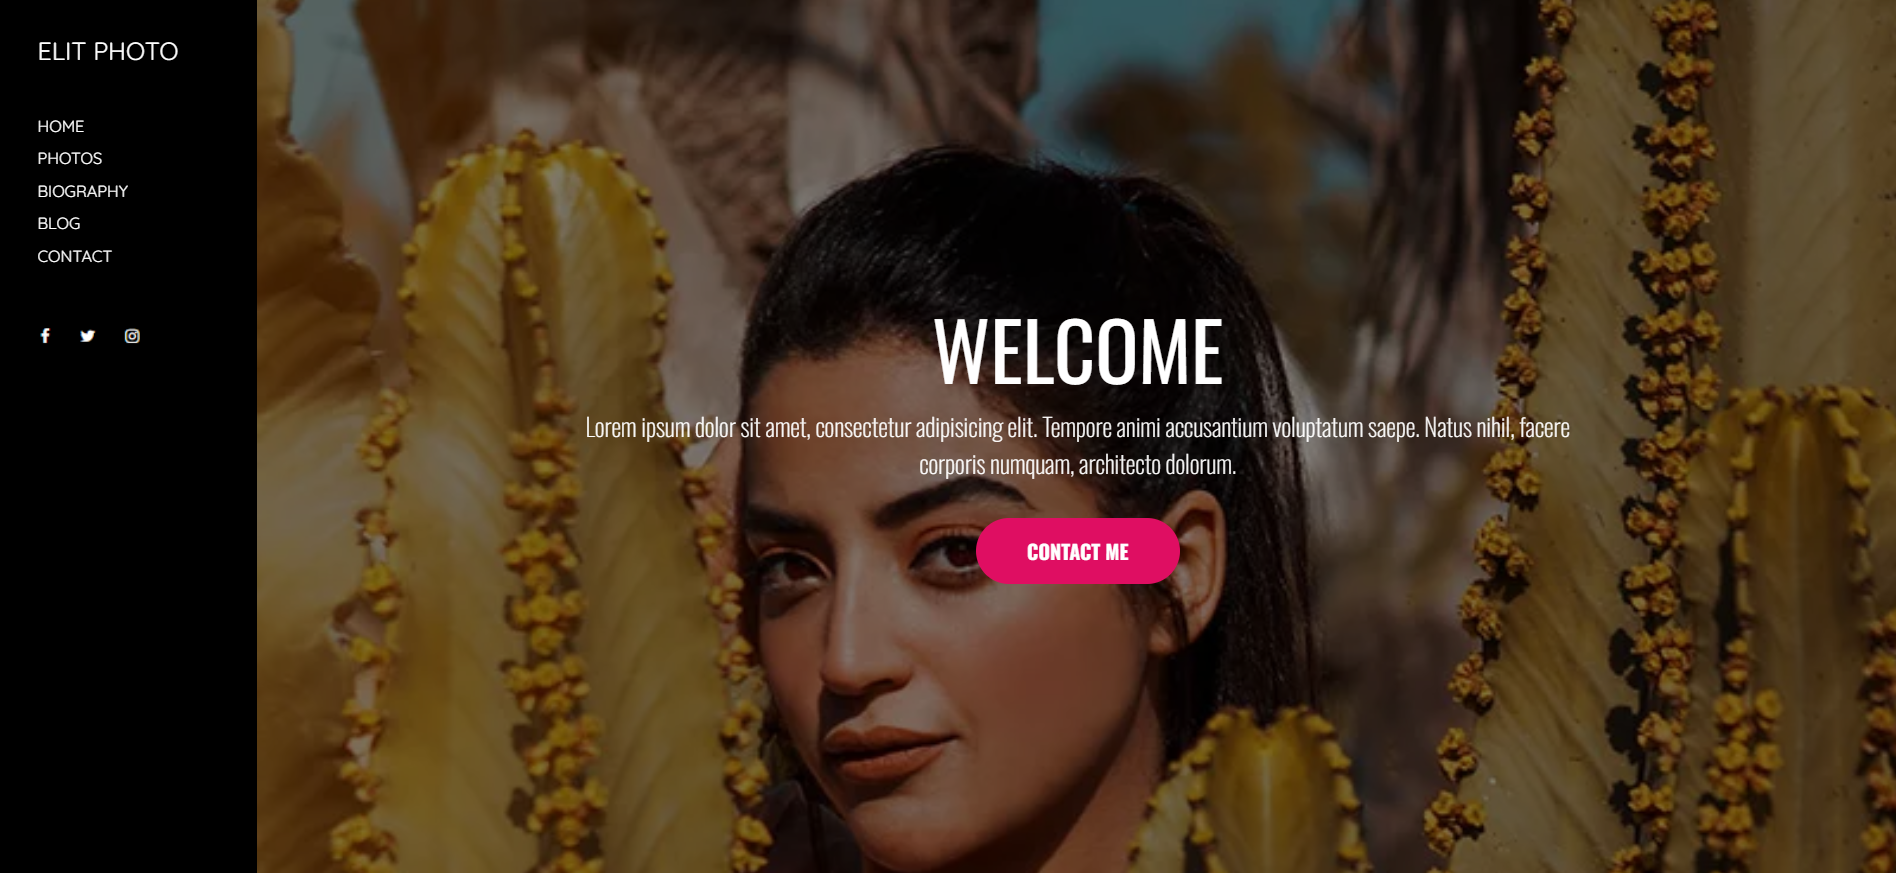 ELIT PHOTO
HOME
PHOTOS
BIOGRAPHY
BLOG
CONTACT
WELCOME
Lorem ipsum dolor sit amet, consectetur adipisicing elit. Tempore animi accusantium voluptatum saepe. Natus nihil, facere
corporis numquam, architecto dolorum.
CONTACT ME